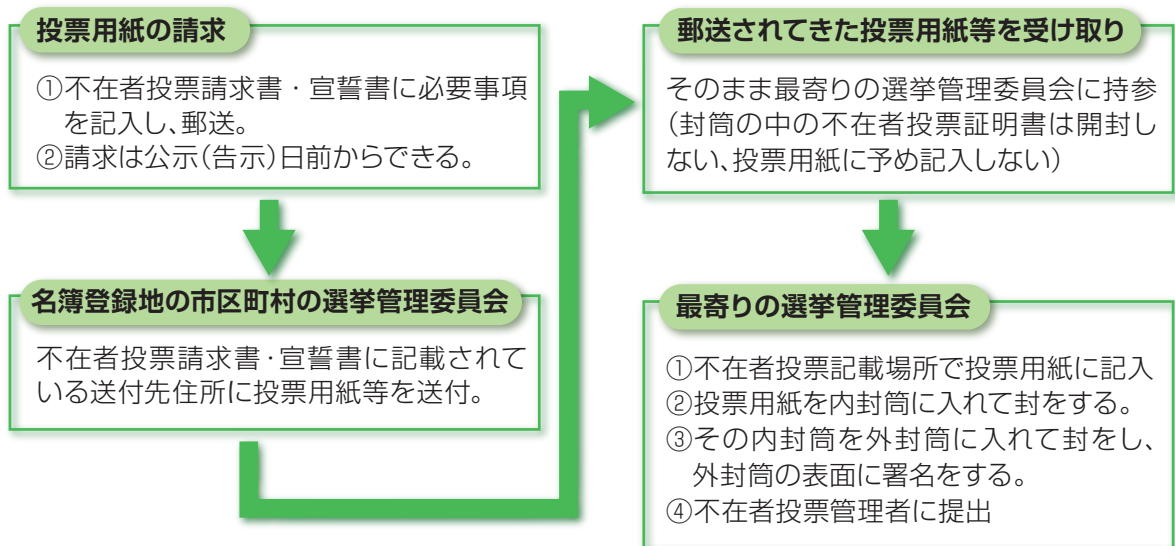 投票用紙の請求
①不在者投票請求書・宣誓書に必要事項
を記入し、郵送。
②請求は公示(告示)日前からできる。
名簿登録地の市区町村の選挙管理委員会
不在者投票請求書・宣誓書に記載されて
いる送付先住所に投票用紙等を送付。
郵送されてきた投票用紙等を受け取り
そのまま最寄りの選挙管理委員会に持参
(封筒の中の不在者投票証明書は開封し
ない、投票用紙に予め記入しない)
最寄りの選挙管理委員会
①不在者投票記載場所で投票用紙に記入
②投票用紙を内封筒に入れて封をする。
③その内封筒を外封筒に入れて封をし、
外封筒の表面に署名をする。
④不在者投票管理者に提出